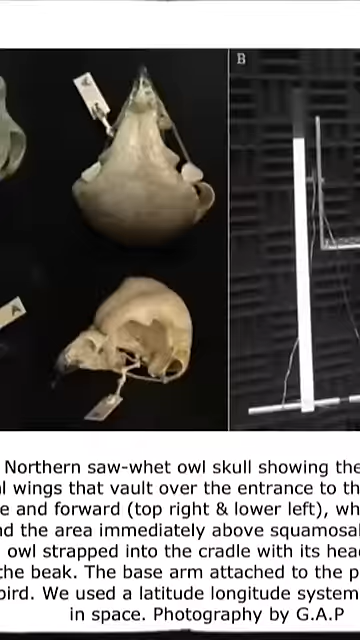 B
A
Northern saw-whet owl skull showing the
wings that vault over the entrance to th
e and forward (top right & lower left), wh
nd the area immediately above squamosal
owl strapped into the cradle with its hea
the beak. The base arm attached to the p
bird. We used a latitude longitude system
in space. Photography by G.A.P